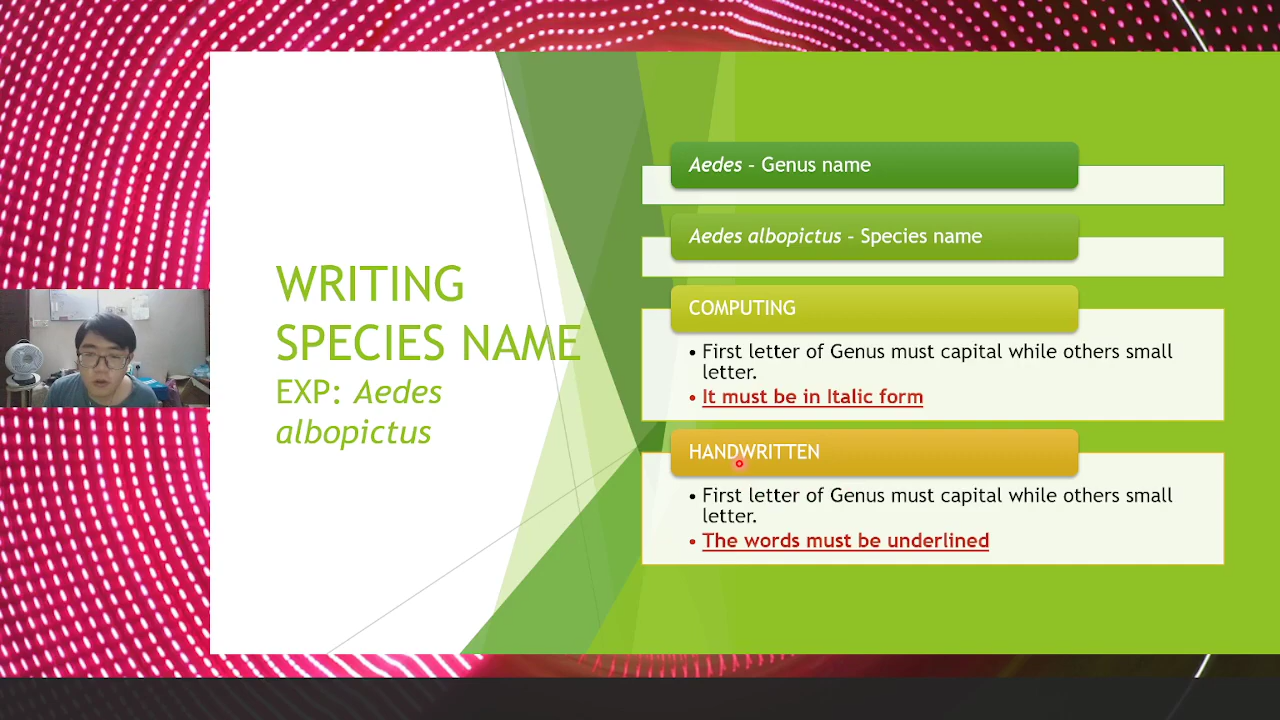 WRITING
SPECIES NAME
EXP: Aedes
albopictus
Aedes – Genus name
Aedes albopictus – Species name
COMPUTING
• First letter of Genus must capital while others small
letter.
• It must be in Italic form
HANDWRITTEN
• First letter of Genus must capital while others small
letter.
• The words must be underlined